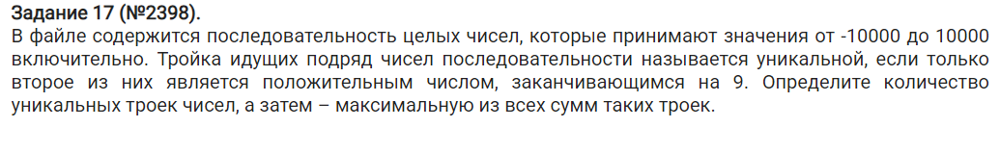 Задание 17 (№2398).
В файле содержится последовательность целых чисел, которые принимают значения от -10000 до 10000
включительно. Тройка идущих подряд чисел последовательности называется уникальной, если только
второе из них является положительным числом, заканчивающимся на 9. Определите количество
уникальных троек чисел, а затем – максимальную из всех сумм таких троек.